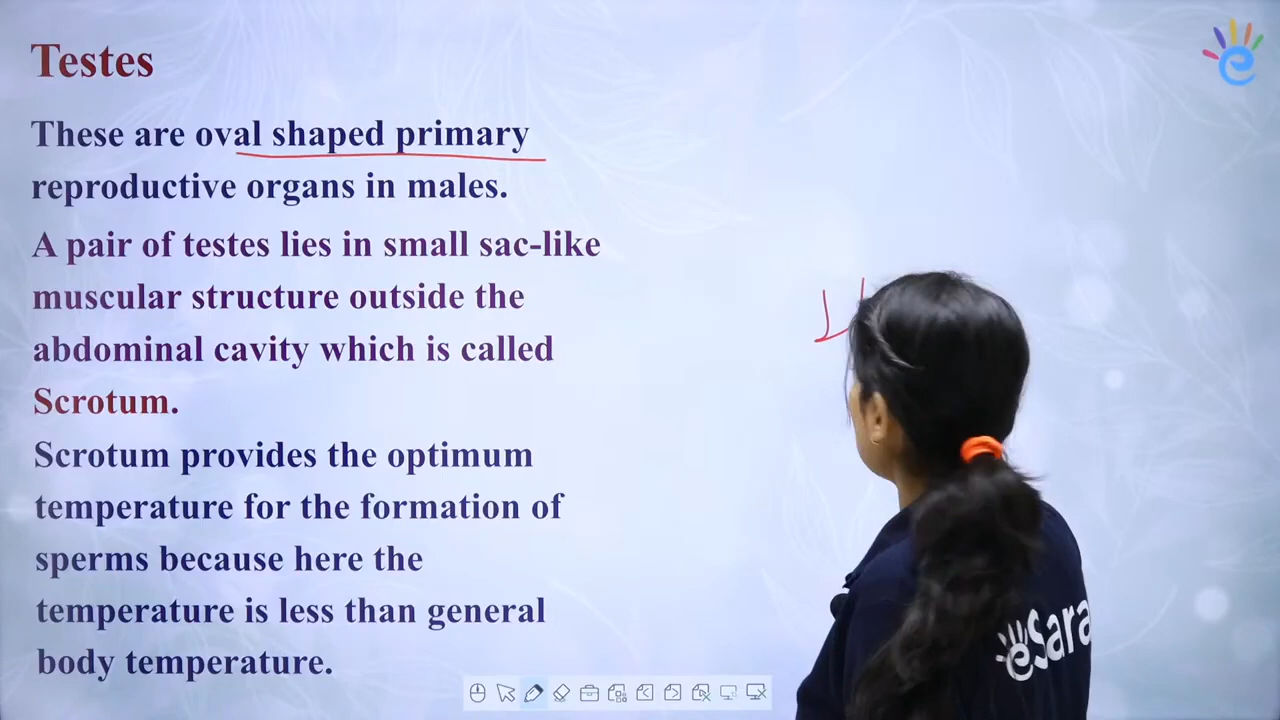 Testes
These are oval shaped primary
reproductive organs in males.
A pair of testes lies in small sac-like
muscular structure outside the
abdominal cavity which is called
Scrotum.
Scrotum provides the optimum
temperature for the formation of
sperms because here the
temperature is less than general
body temperature.
eSara